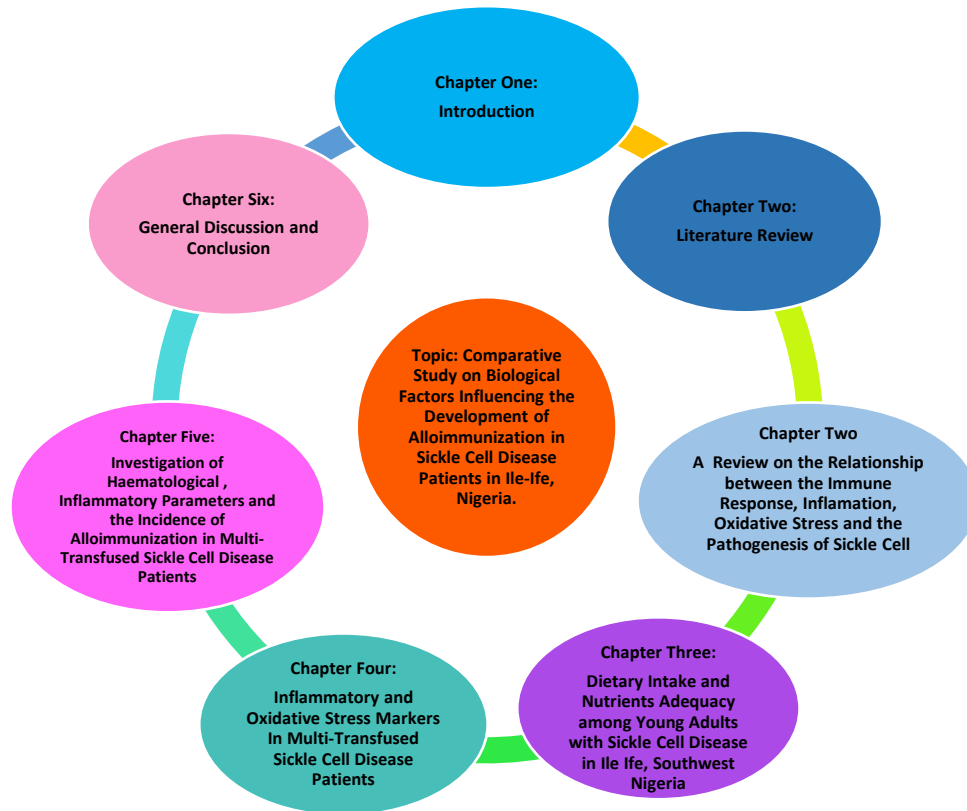 Chapter One:
Introduction
Chapter Two:
Literature Review
Chapter Two
A Review on the Relationship
between the Immune
Response, Inflamation,
Oxidative Stress and the
Pathogenesis of Sickle Cell
Chapter Three:
Dietary Intake and
Nutrients Adequacy
among Young Adults
with Sickle Cell Disease
in Ile Ife, Southwest
Nigeria
Chapter Four:
Inflammatory and
Oxidative Stress Markers
In Multi-Transfused
Sickle Cell Disease
Patients
Chapter Five:
Investigation of
Haematological ,
Inflammatory Parameters and
the Incidence of
Alloimmunization in Multi-
Transfused Sickle Cell Disease
Patients
Chapter Six:
General Discussion and
Conclusion
Topic: Comparative
Study on Biological
Factors Influencing the
Development of
Alloimmunization in
Sickle Cell Disease
Patients in Ile-Ife,
Nigeria.